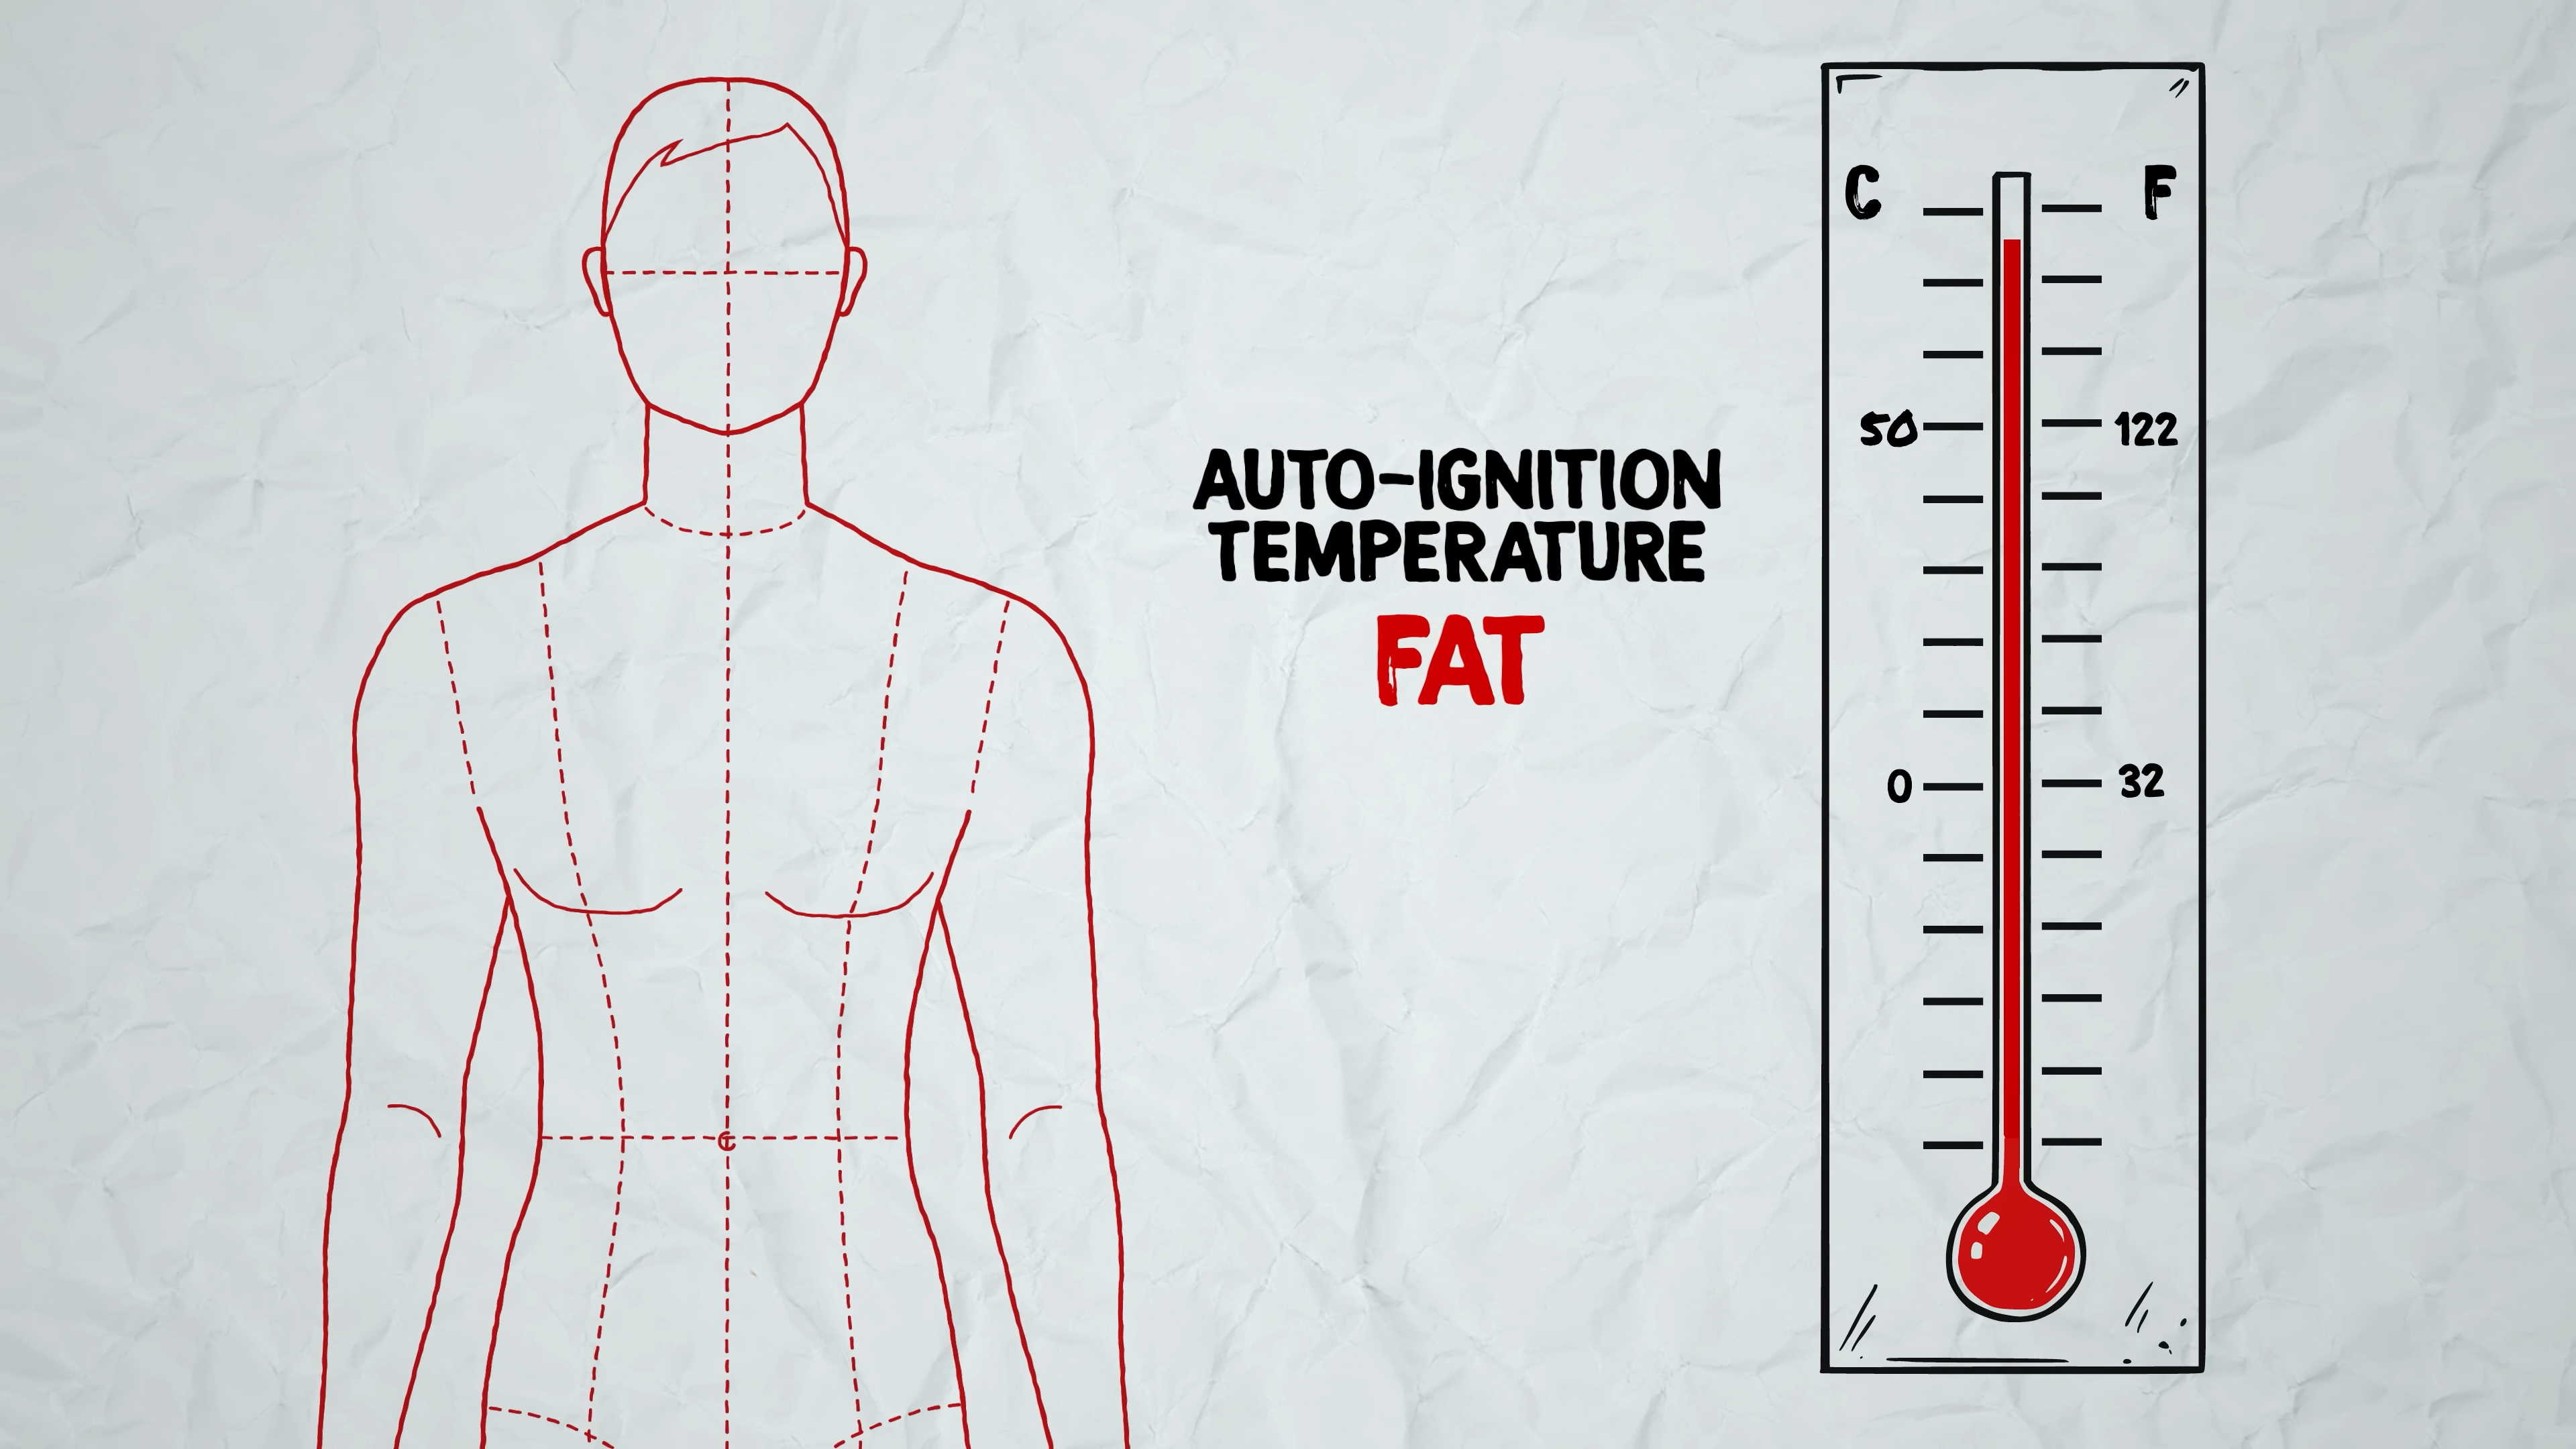 AUTO-IGNITION
TEMPERATURE
FAT
C F
50 122
0 32